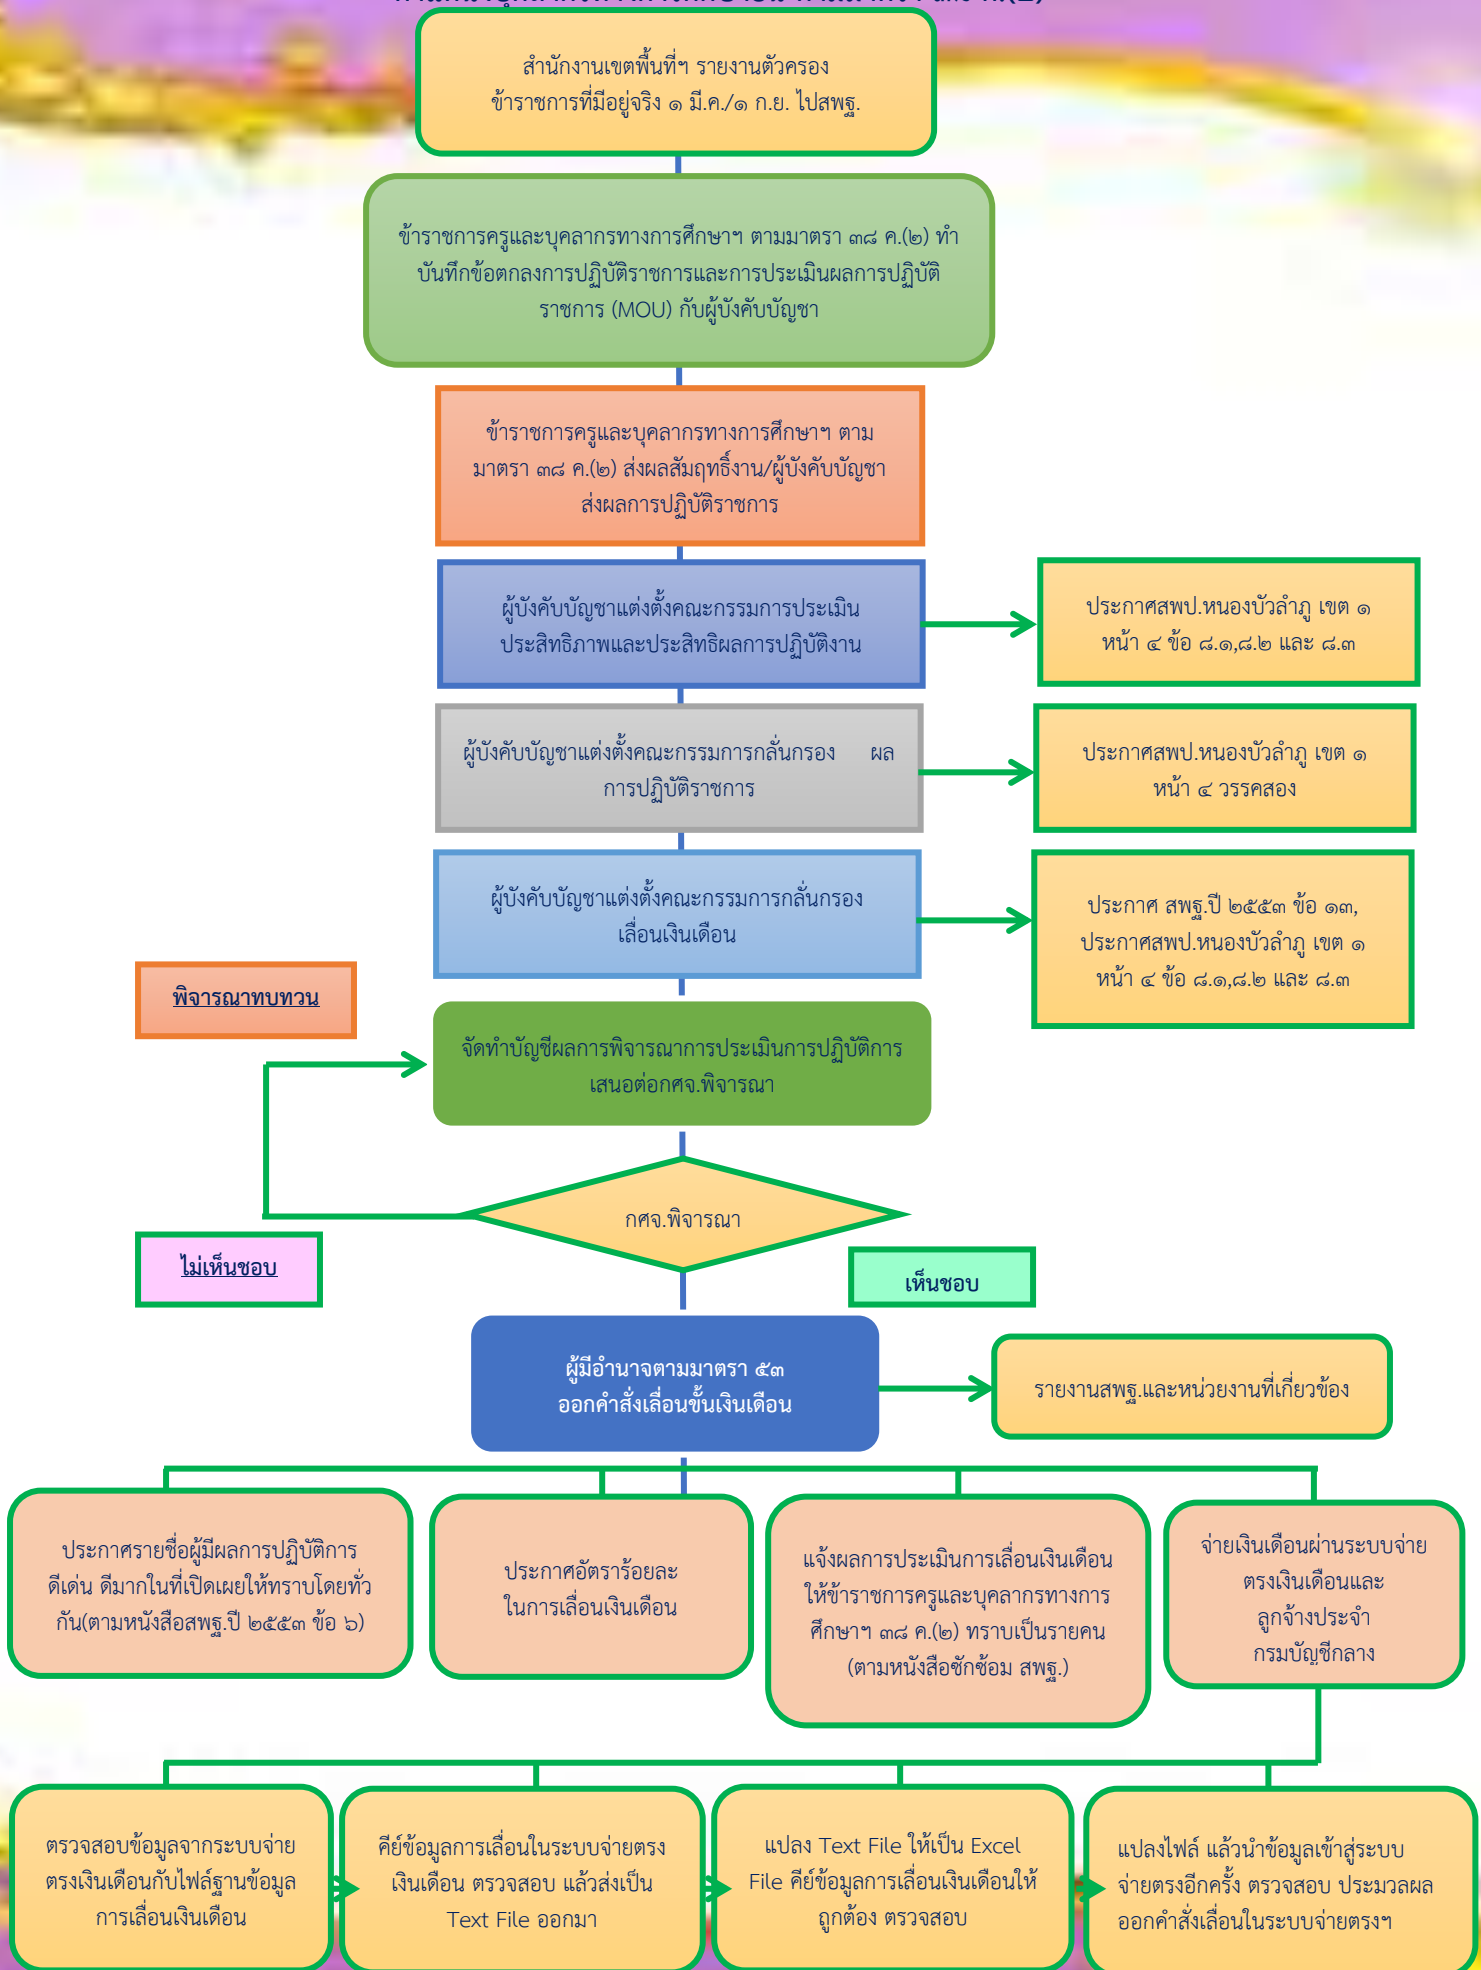 สำนักงานเขตพื้นที่ฯ รายงานตัวครอง
ข้าราชการที่มีอยู่จริง ๑ มี.ค./๑ ก.ย. ไปสพฐ.
ข้าราชการครูและบุคลากรทางการศึกษาฯ ตามมาตรา ๓๘ ค.(๒) ทำ
บันทึกข้อตกลงการปฏิบัติราชการและการประเมินผลการปฏิบัติ
ราชการ (MOU) กับผู้บังคับบัญชา
ข้าราชการครูและบุคลากรทางการศึกษาฯ ตาม
มาตรา ๓๘ ค.(๒) ส่งผลสัมฤทธิ์งาน/ผู้บังคับบัญชา
ส่งผลการปฏิบัติราชการ
ผู้บังคับบัญชาแต่งตั้งคณะกรรมการประเมิน
ประสิทธิภาพและประสิทธิผลการปฏิบัติงาน
ประกาศสพป.หนองบัวลำภู เขต ๑
หน้า ๔ ข้อ ๘.๑,๘.๒ และ ๘.๓
ผู้บังคับบัญชาแต่งตั้งคณะกรรมการกลั่นกรอง ผล
การปฏิบัติราชการ
ประกาศสพป.หนองบัวลำภู เขต ๑
หน้า ๔ วรรคสอง
ผู้บังคับบัญชาแต่งตั้งคณะกรรมการกลั่นกรอง
เลื่อนเงินเดือน
ประกาศ สพฐ.ปี ๒๕๕๓ ข้อ ๑๓,
ประกาศสพป.หนองบัวลำภู เขต ๑
หน้า ๔ ข้อ ๘.๑,๘.๒ และ ๘.๓
พิจารณาทบทวน
จัดทำบัญชีผลการพิจารณาการประเมินการปฏิบัติการ
เสนอต่อกศจ.พิจารณา
กศจ.พิจารณา
ไม่เห็นชอบ
เห็นชอบ
ผู้มีอำนาจตามมาตรา ๕๓
ออกคำสั่งเลื่อนขั้นเงินเดือน
รายงานสพฐ.และหน่วยงานที่เกี่ยวข้อง
ประกาศรายชื่อผู้มีผลการปฏิบัติการ
ดีเด่น ดีมากในที่เปิดเผยให้ทราบโดยทั่ว
กัน(ตามหนังสือสพฐ.ปี ๒๕๕๓ ข้อ ๖)
ประกาศอัตราร้อยละ
ในการเลื่อนเงินเดือน
แจ้งผลการประเมินการเลื่อนเงินเดือน
ให้ข้าราชการครูและบุคลากรทางการ
ศึกษาฯ ๓๘ ค.(๒) ทราบเป็นรายคน
(ตามหนังสือซักซ้อม สพฐ.)
จ่ายเงินเดือนผ่านระบบจ่าย
ตรงเงินเดือนและ
ลูกจ้างประจำ
กรมบัญชีกลาง
ตรวจสอบข้อมูลจากระบบจ่าย
ตรงเงินเดือนกับไฟล์ฐานข้อมูล
การเลื่อนเงินเดือน
คีย์ข้อมูลการเลื่อนในระบบจ่ายตรง
เงินเดือน ตรวจสอบ แล้วส่งเป็น
Text File ออกมา
แปลง Text File ให้เป็น Excel
File คีย์ข้อมูลการเลื่อนเงินเดือนให้
ถูกต้อง ตรวจสอบ
แปลงไฟล์ แล้วนำข้อมูลเข้าสู่ระบบ
จ่ายตรงอีกครั้ง ตรวจสอบ ประมวลผล
ออกคำสั่งเลื่อนในระบบจ่ายตรงฯ